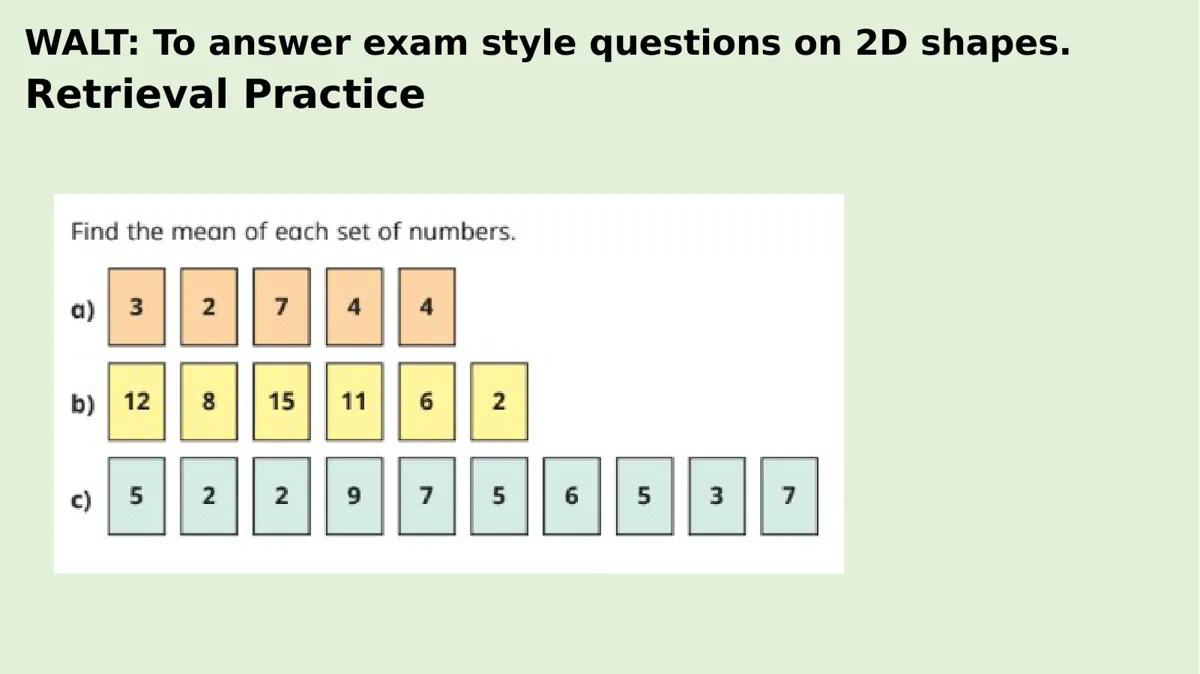 WALT: To answer exam style questions on 2D shapes.
Retrieval Practice
Find the mean of each set of numbers.
a) 3 2 7 4 4
b) 12 8 15 11 6 2
c) 5 2 2 9 7 5 6 5 3 7